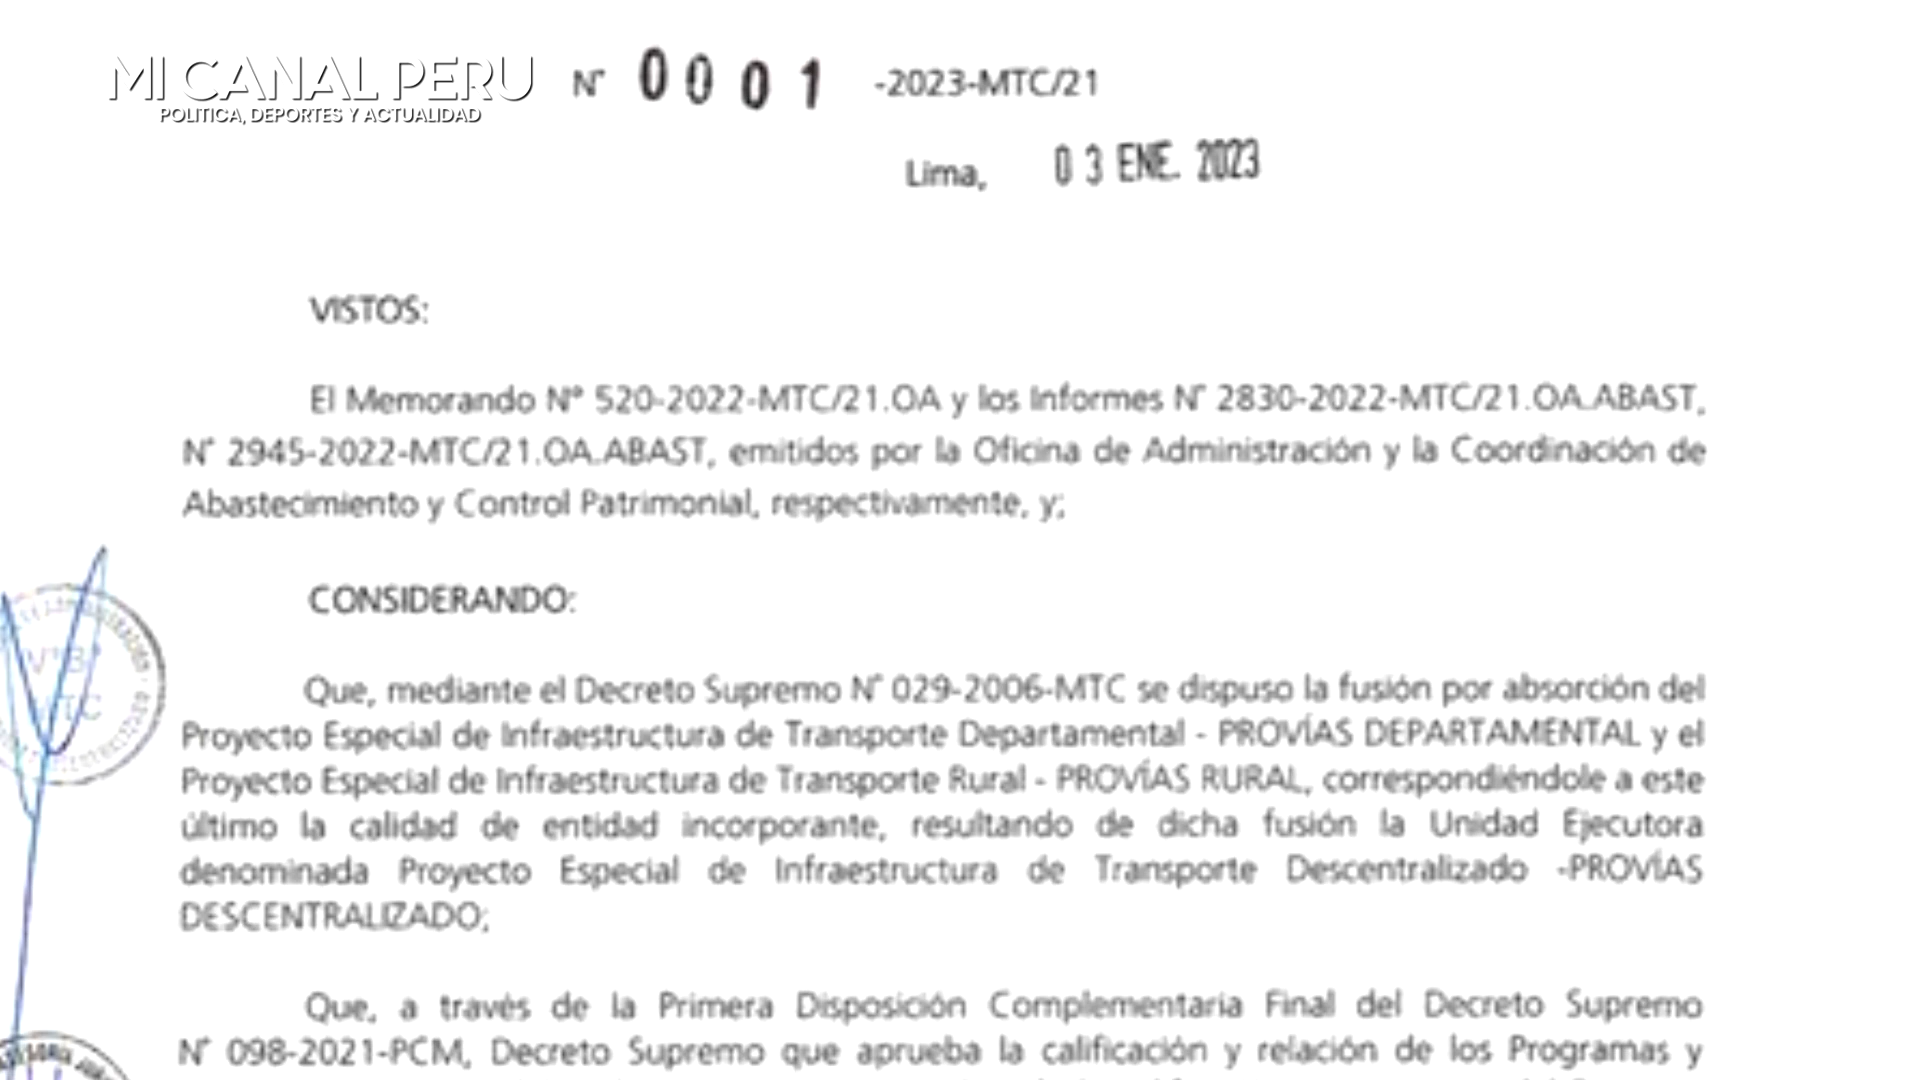 MI CANAL PERU
POLITICA, DEPORTES Y ACTUALIDAD
N° 0001 -2023-MTC/21
Lima, 03 ENE. 2023
VISTOS:
El Memorando N° 520-2022-MTC/21.OA y los Informes N° 2830-2022-MTC/21.OA.ABAST,
N° 2945-2022-MTC/21.OA.ABAST, emitidos por la Oficina de Administración y la Coordinación de
Abastecimiento y Control Patrimonial, respectivamente, y;
CONSIDERANDO:
Que, mediante el Decreto Supremo N° 029-2006-MTC se dispuso la fusión por absorción del
Proyecto Especial de Infraestructura de Transporte Departamental - PROVÍAS DEPARTAMENTAL y el
Proyecto Especial de Infraestructura de Transporte Rural - PROVÍAS RURAL, correspondiéndole a este
último la calidad de entidad incorporante, resultando de dicha fusión la Unidad Ejecutora
denominada Proyecto Especial de Infraestructura de Transporte Descentralizado -PROVÍAS
DESCENTRALIZADO;
Que, a través de la Primera Disposición Complementaria Final del Decreto Supremo
N° 098-2021-PCM, Decreto Supremo que aprueba la calificación y relación de los Programas y